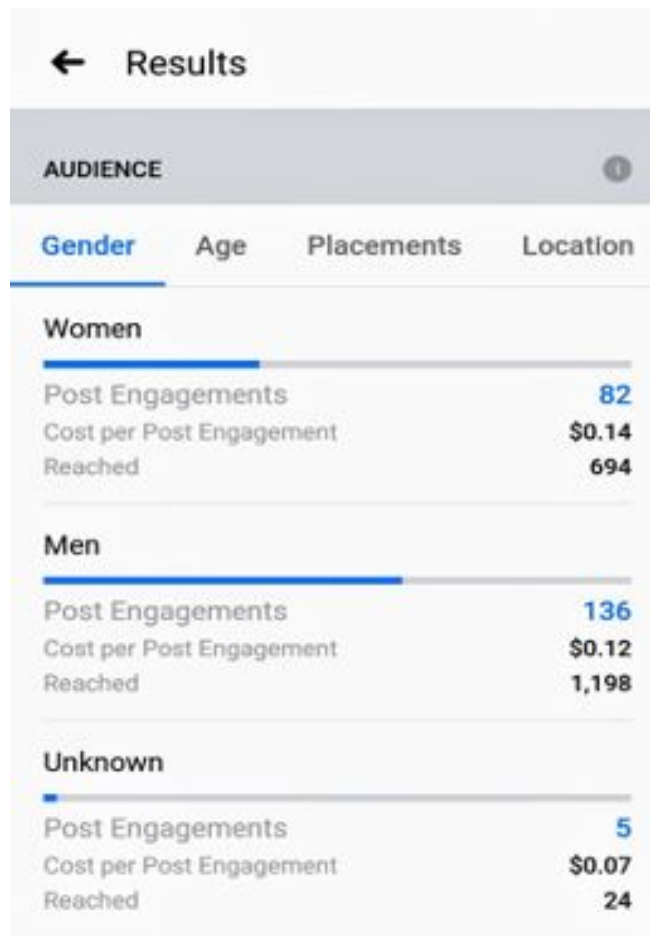 Results
AUDIENCE
Gender Age Placements Location
Women
Post Engagements 82
Cost per Post Engagement $0.14
Reached 694
Men
Post Engagements 136
Cost per Post Engagement $0.12
Reached 1,198
Unknown
Post Engagements 5
Cost per Post Engagement $0.07
Reached 24